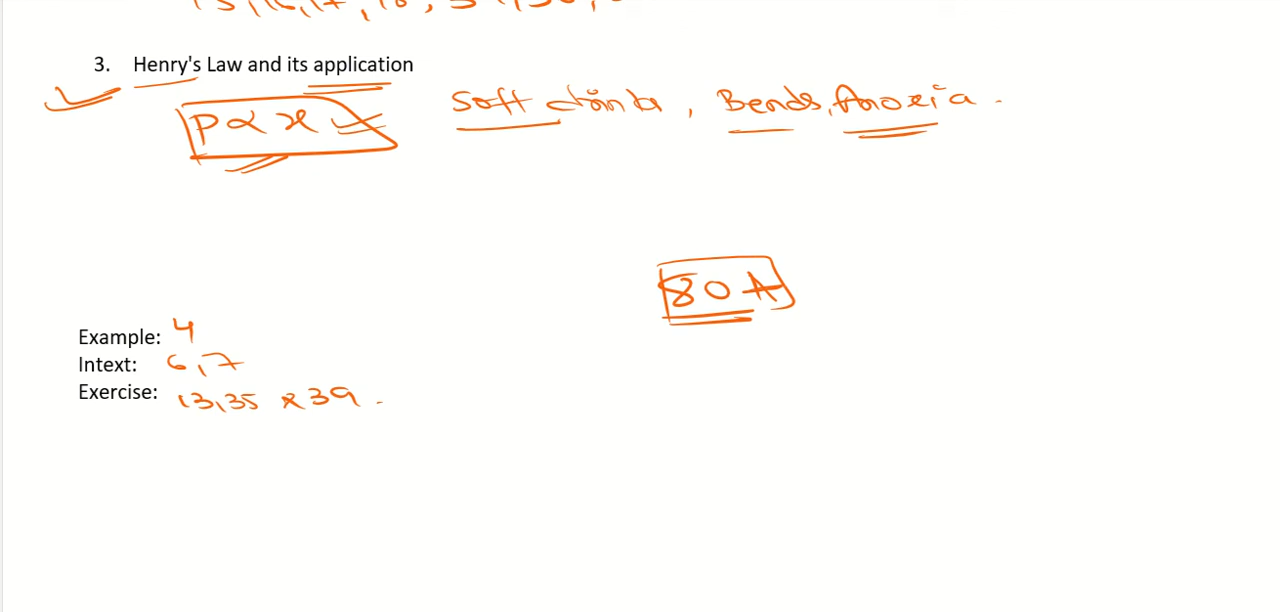 3. Henry's Law and its application
P∝x
Soft drinks, Bends, Anoxia.
80A
Example: 4
Intext: 6,7
Exercise: 13,35 & 39.